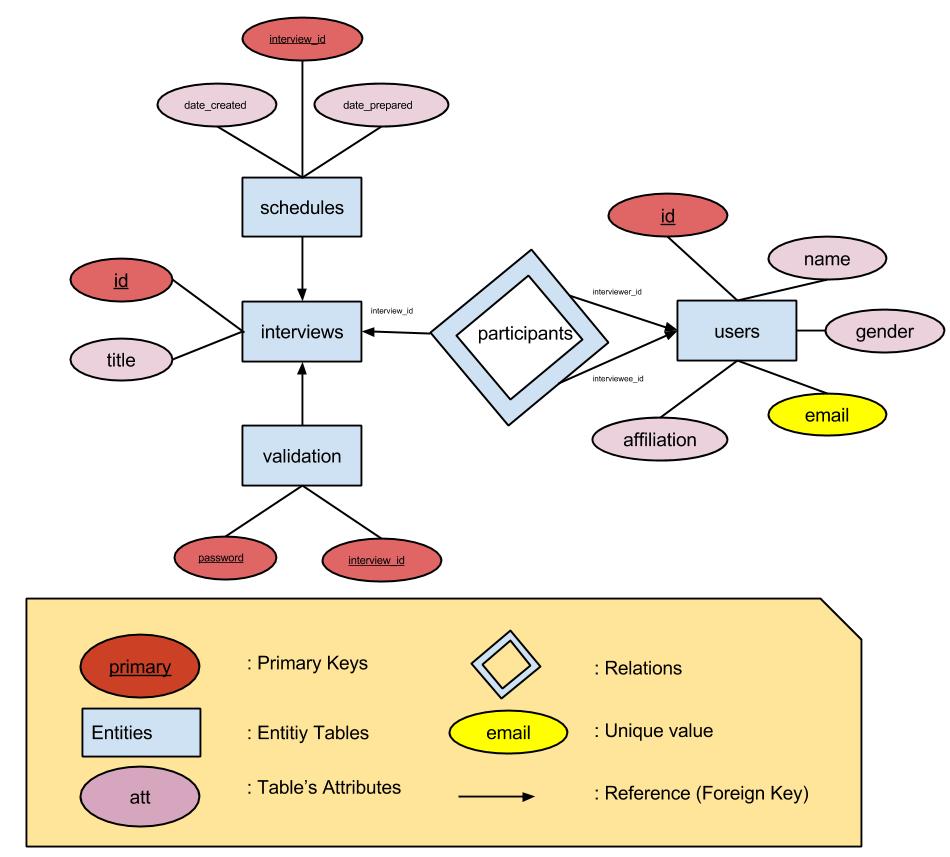 interview_id
date_created
date_prepared
schedules
id
title
interviews
interview_id
participants
interviewer_id
interviewee_id
id
name
users
gender
email
affiliation
validation
password
interview_id
primary
: Primary Keys
: Relations
Entities
: Entitiy Tables
email
: Unique value
att
: Table's Attributes
: Reference (Foreign Key)